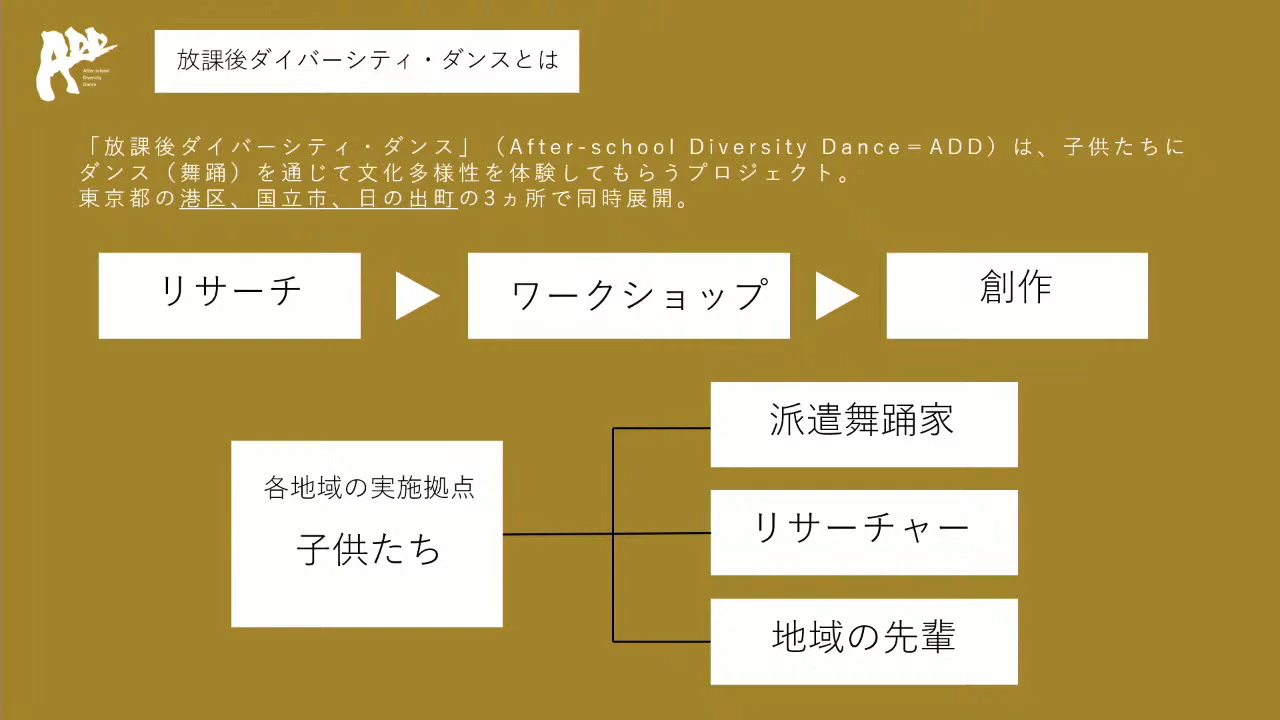 ADD
After-school
Diversity
Dance
放課後ダイバーシティ・ダンスとは
「放課後ダイバーシティ・ダンス」（After-school Diversity Dance＝ADD）は、子供たちに
ダンス（舞踊）を通じて文化多様性を体験してもらうプロジェクト。
東京都の港区、国立市、日の出町の3ヵ所で同時展開。
リサーチ
ワークショップ
創作
各地域の実施拠点
子供たち
派遣舞踊家
リサーチャー
地域の先輩